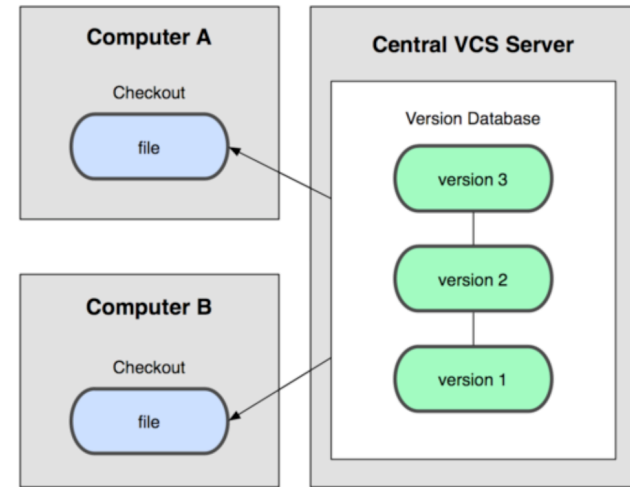 Computer A
Checkout
file
Computer B
Checkout
file
Central VCS Server
Version Database
version 3
version 2
version 1